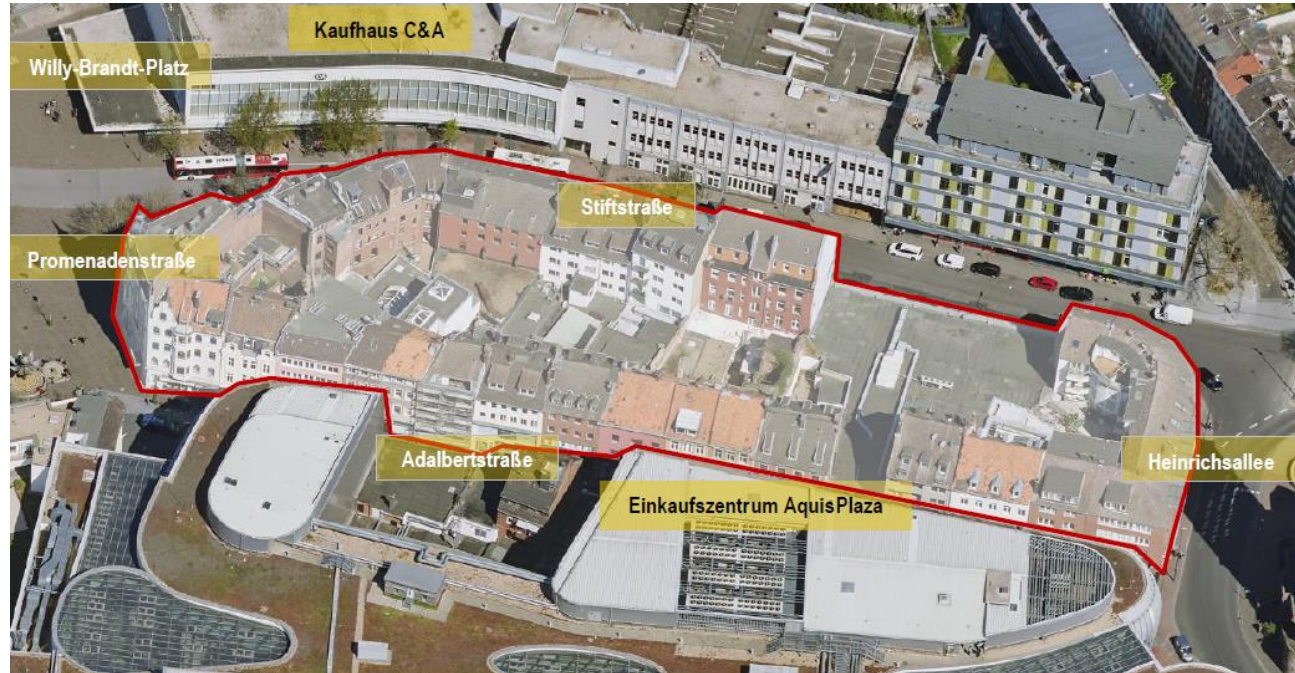 Kaufhaus C&A
Willy-Brandt-Platz
Stiftstraße
Promenadenstraße
Adalbertstraße
Heinrichsallee
Einkaufszentrum AquisPlaza